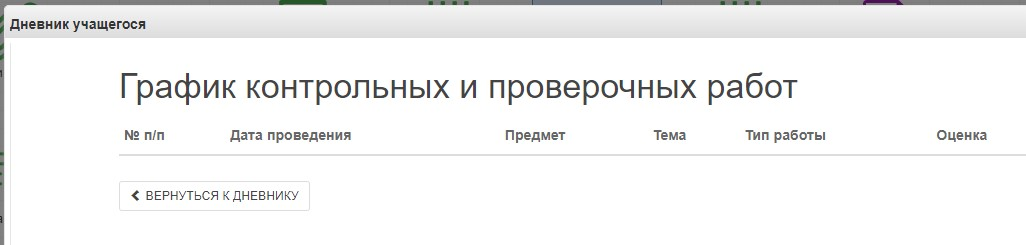 Дневник учащегося
График контрольных и проверочных работ
№ п/п Дата проведения Предмет Тема Тип работы Оценка
ВЕРНУТЬСЯ К ДНЕВНИКУ